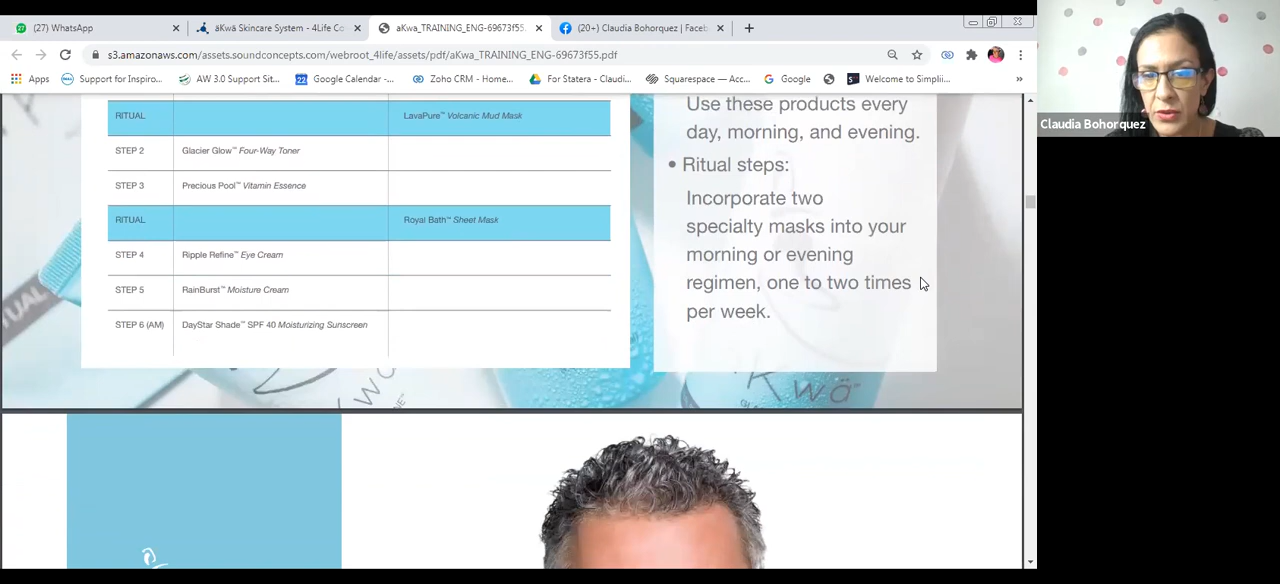 (27) WhatsApp
äKwä Skincare System - 4Life Co
aKwa_TRAINING_ENG-69673f55.
(20+) Claudia Bohorquez | Faceb
s3.amazonaws.com/assets.soundconcepts.com/webroot_4life/assets/pdf/aKwa_TRAINING_ENG-69673f55.pdf
Apps
Support for Inspiro...
AW 3.0 Support Sit...
22
Google Calendar -...
Zoho CRM - Home...
For Statera - Claudi...
Squarespace — Acc...
Google
Welcome to Simplii...
»
Claudia Bohorquez
RITUAL LavaPure™ Volcanic Mud Mask
STEP 2 Glacier Glow™ Four-Way Toner
STEP 3 Precious Pool™ Vitamin Essence
RITUAL Royal Bath™ Sheet Mask
STEP 4 Ripple Refine™ Eye Cream
STEP 5 RainBurst™ Moisture Cream
STEP 6 (AM) DayStar Shade™ SPF 40 Moisturizing Sunscreen
Use these products every
day, morning, and evening.
• Ritual steps:
Incorporate two
specialty masks into your
morning or evening
regimen, one to two times
per week.
Kwä